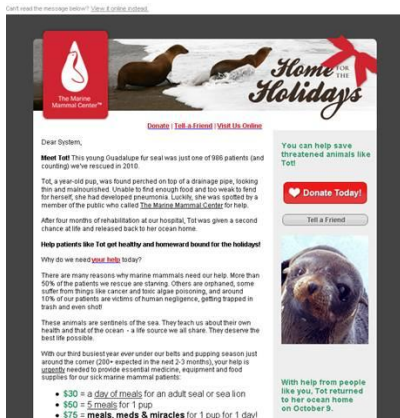 Can't read the message below? View it online instead.
Home FOR THE
Holidays
The Marine
Mammal Center™
Donate | Tell-a-Friend | Visit Us Online
Dear System,
Meet Tot! This young Guadalupe fur seal was just one of 986 patients (and
counting) we've rescued in 2010.
Tot, a year-old pup, was found perched on top of a drainage pipe, looking
thin and malnourished. Unable to find enough food and too weak to fend
for herself, she had developed pneumonia. Luckily, she was spotted by a
member of the public who called The Marine Mammal Center for help.
After four months of rehabilitation at our hospital, Tot was given a second
chance at life and released back to her ocean home.
Help patients like Tot get healthy and homeward bound for the holidays!
Why do we need your help today?
There are many reasons why marine mammals need our help. More than
50% of the patients we rescue are starving. Others are orphaned, some
suffer from things like cancer and toxic algae poisoning, and around
10% of our patients are victims of human negligence, getting trapped in
trash and even shot!
These animals are sentinels of the sea. They teach us about their own
health and that of the ocean - a life source we all share. They deserve the
best life possible.
With our third busiest year ever under our belts and pupping season just
around the corner (200+ expected in the next 2-3 months), your help is
urgently needed to provide essential medicine, equipment and food
supplies for our sick marine mammal patients:
• $30 = a day of meals for an adult seal or sea lion
• $50 = 5 meals for 1 pup
• $75 = meals, meds & miracles for 1 pup for 1 day!
You can help save
threatened animals like
Tot!
Donate Today!
Tell a Friend
With help from people
like you, Tot returned
to her ocean home
on October 9.